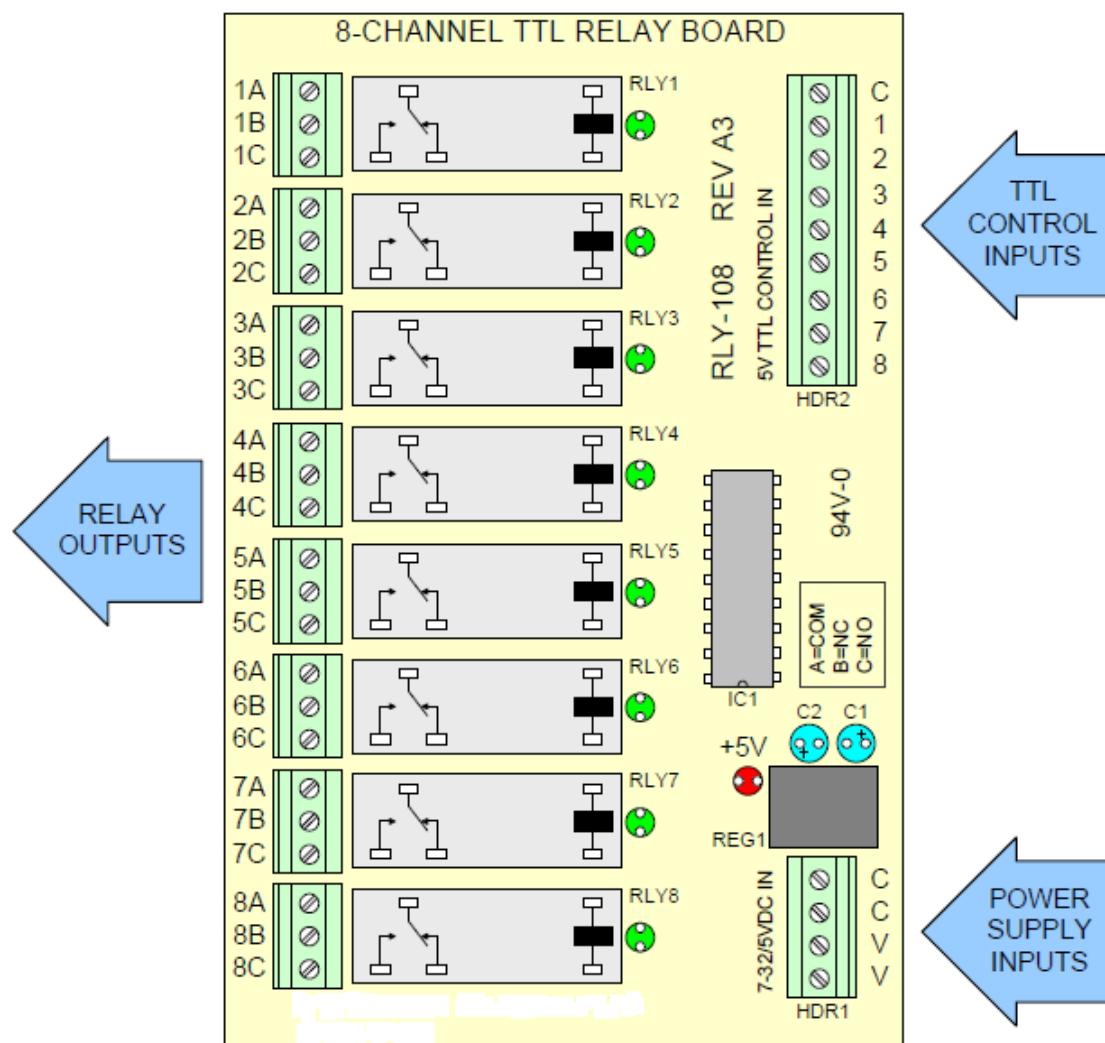 8-CHANNEL TTL RELAY BOARD
1A
1B
1C
RLY1
2A
2B
2C
RLY2
3A
3B
3C
RLY3
4A
4B
4C
RLY4
5A
5B
5C
RLY5
6A
6B
6C
RLY6
7A
7B
7C
RLY7
8A
8B
8C
RLY8
RELAY
OUTPUTS
RLY-108 REV A3
5V TTL CONTROL IN
C
1
2
3
4
5
6
7
8
HDR2
TTL
CONTROL
INPUTS
94V-0
IC1
A=COM
B=NC
C=NO
C2
C1
+
+
+5V
REG1
7-32/5VDC IN
C
C
V
V
HDR1
POWER
SUPPLY
INPUTS